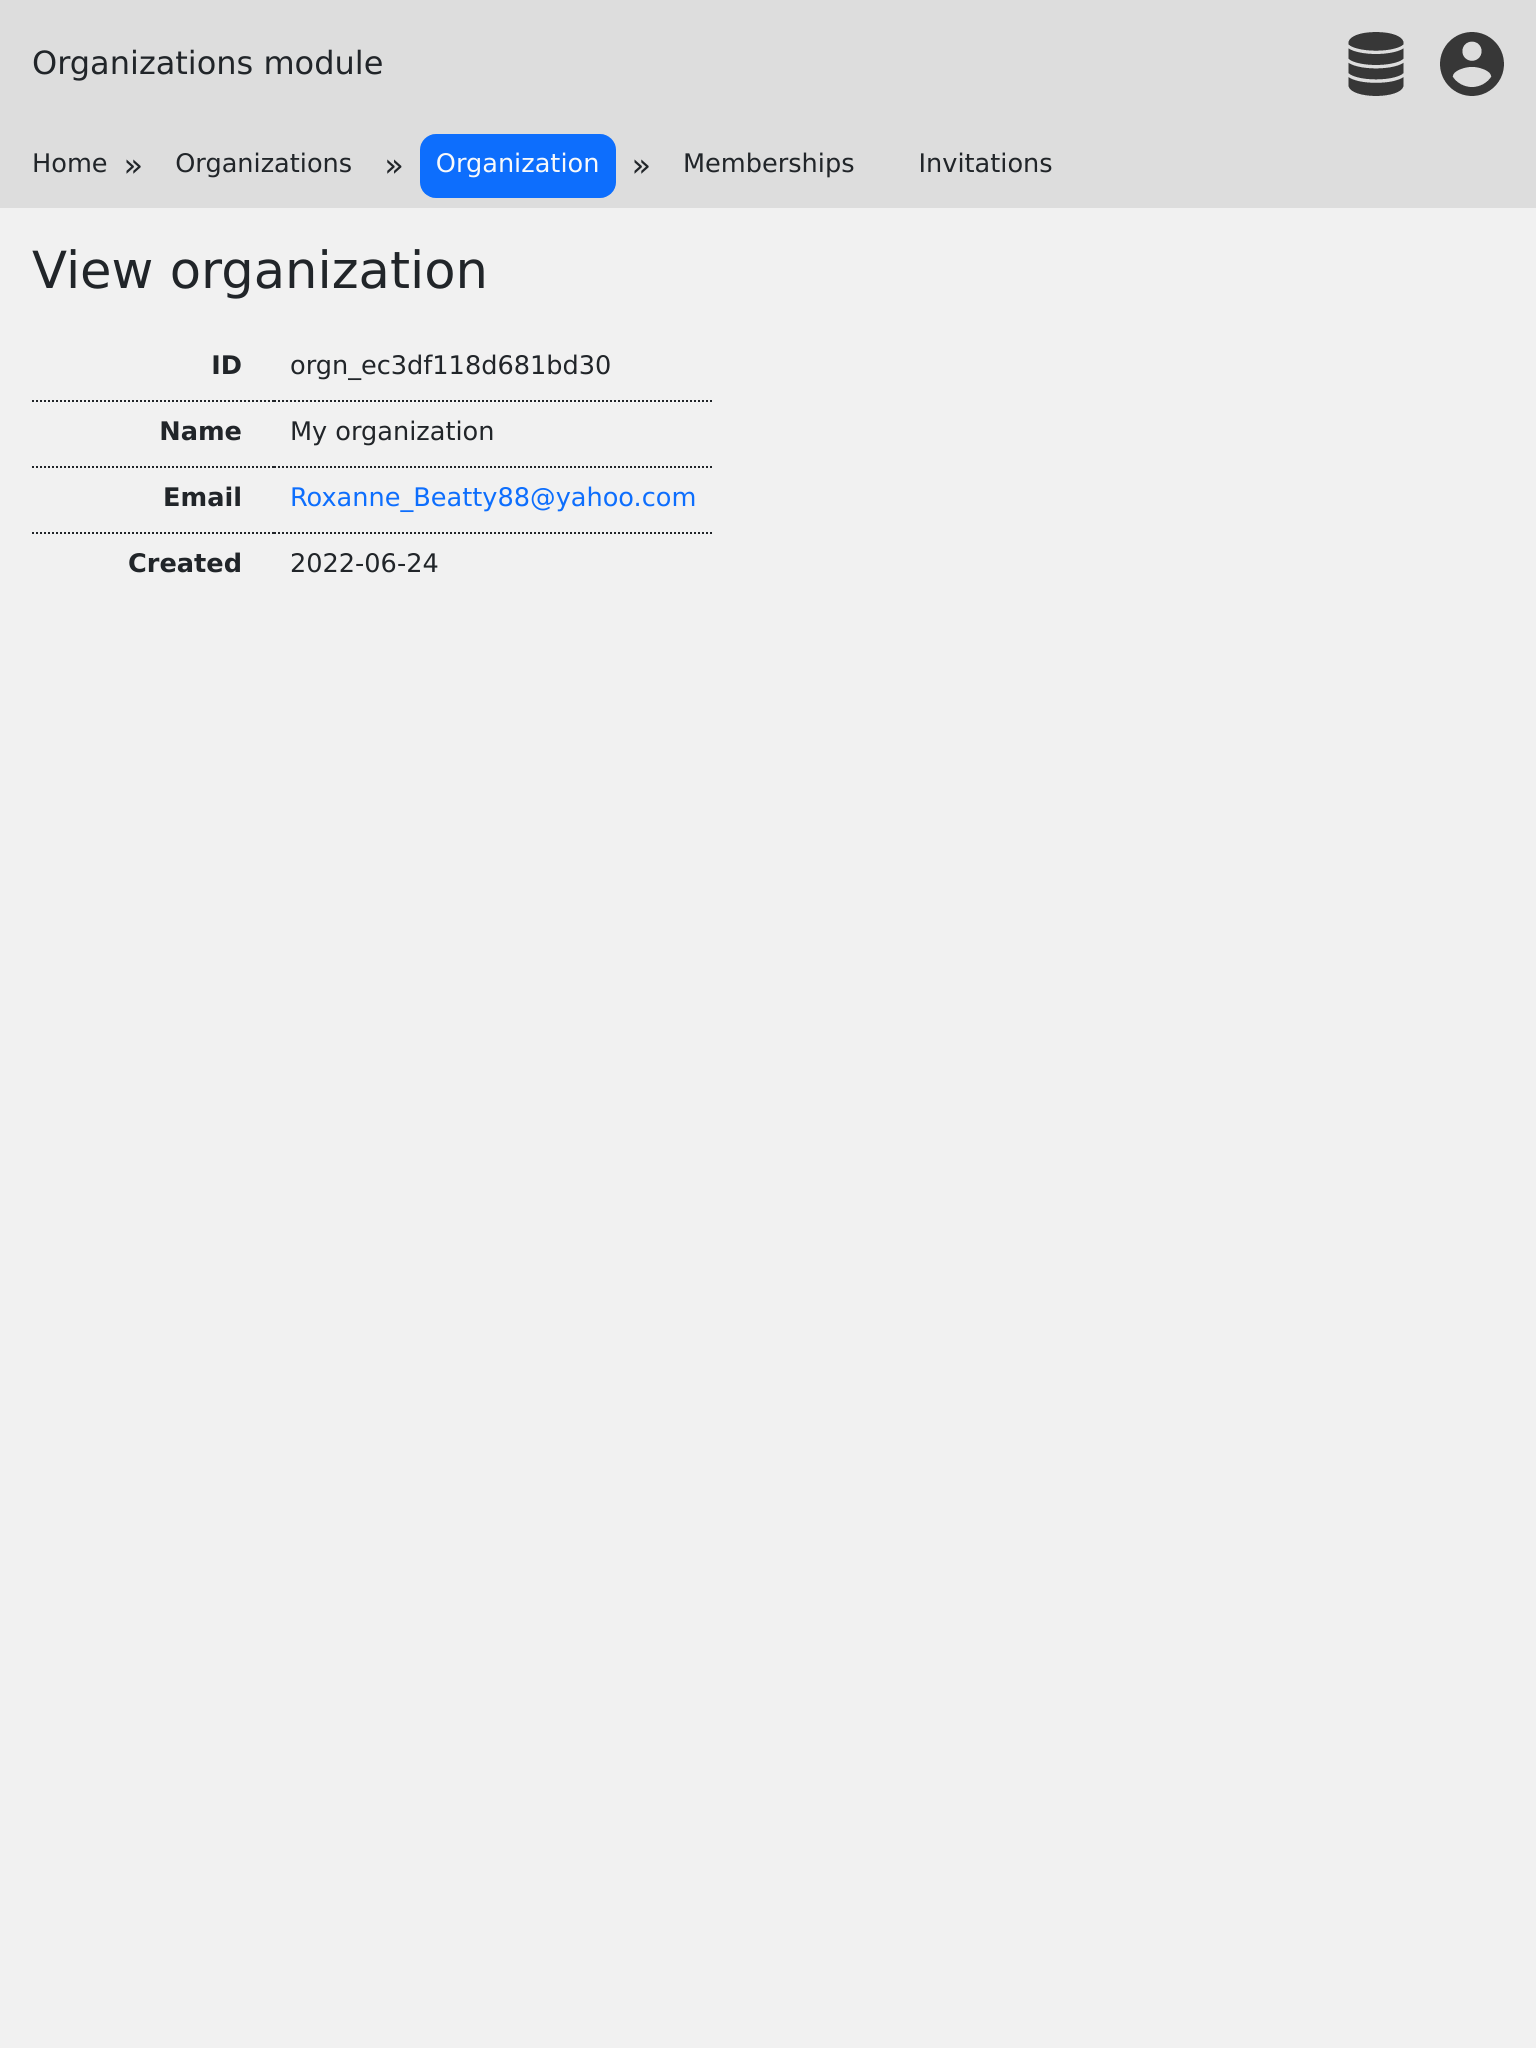 Organizations module
Home » Organizations » Organization » Memberships Invitations
View organization
ID orgn_ec3df118d681bd30
Name My organization
Email Roxanne_Beatty88@yahoo.com
Created 2022-06-24